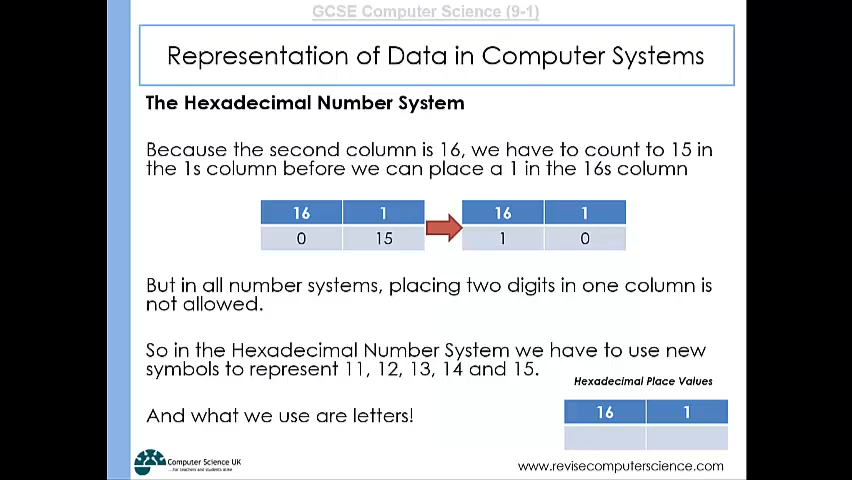 GCSE Computer Science (9-1)
Representation of Data in Computer Systems
The Hexadecimal Number System
Because the second column is 16, we have to count to 15 in
the 1s column before we can place a 1 in the 16s column
16 1 16 1
0 15 1 0
But in all number systems, placing two digits in one column is
not allowed.
So in the Hexadecimal Number System we have to use new
symbols to represent 11, 12, 13, 14 and 15.
Hexadecimal Place Values
And what we use are letters!
16 1
Computer Science UK
...for teachers and students alike
www.revisecomputerscience.com